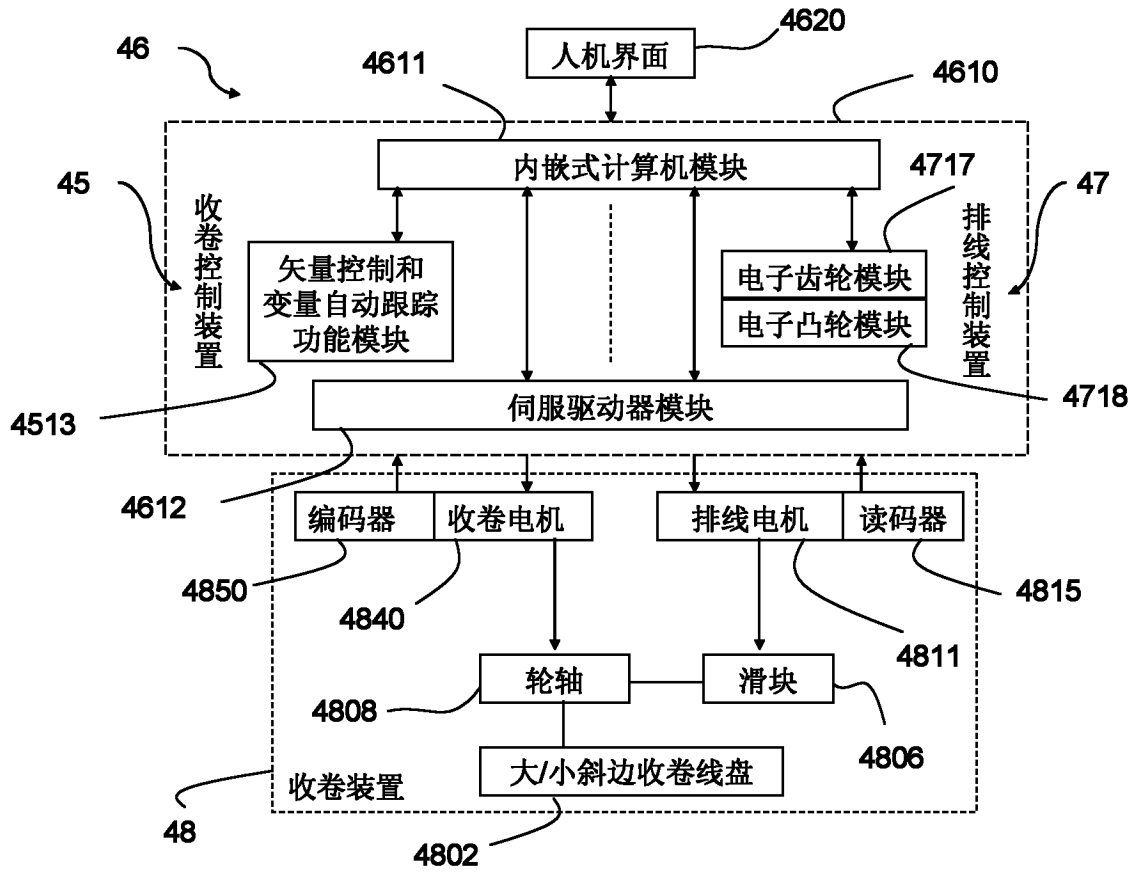 4620
46
人机界面
4611
4610
内嵌式计算机模块
4717
45
47
收卷控制装置
排线控制装置
矢量控制和
变量自动跟踪
功能模块
电子齿轮模块
电子凸轮模块
4513
伺服驱动器模块
4718
4612
编码器
收卷电机
排线电机
读码器
4850
4840
4815
4811
轮轴
滑块
4808
4806
大/小斜边收卷线盘
收卷装置
48
4802